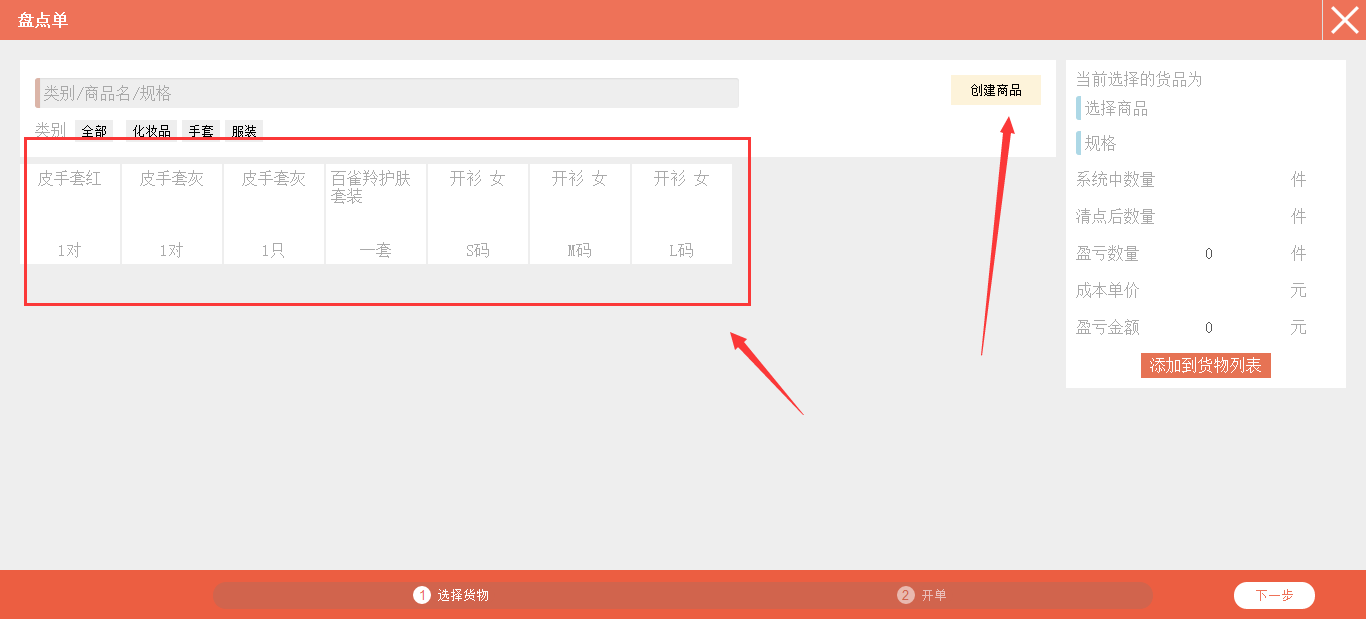 盘点单
类别/商品名/规格
创建商品
类别 全部 化妆品 手套 服装
皮手套红 皮手套灰 皮手套灰 百雀羚护肤套装 开衫 女 开衫 女 开衫 女
1对 1对 1只 一套 S码 M码 L码
当前选择的货品为
选择商品
规格
系统中数量 件
清点后数量 件
盈亏数量 0 件
成本单价 元
盈亏金额 0 元
添加到货物列表
1 选择货物 2 开单 下一步